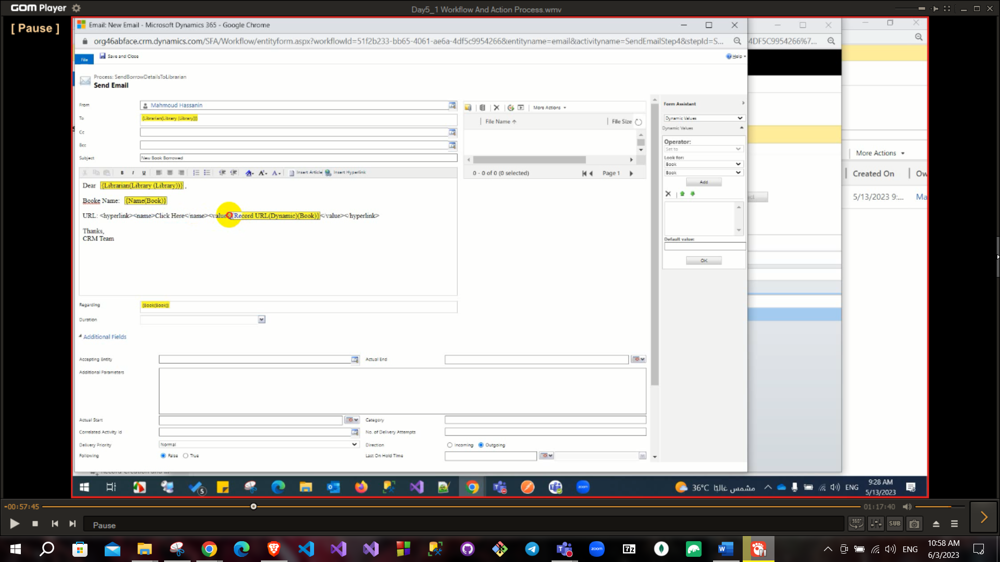 GOM Player
Day5_1 Workflow And Action Process.wmv
[ Pause ]
Email: New Email - Microsoft Dynamics 365 - Google Chrome
org46abface.crm.dynamics.com/SFA/Workflow/entityform.aspx?workflowId=51f2b233-bb65-4061-ae6a-4df5c9954266&entityname=email&activityname=SendEmailStep4&stepId=S...
4DF5C9954266%7...
File
Save and Close
Help
Process: SendBorrowDetailsToLibrarian
Send Email
From
Mahmoud Hassanin
To
{Librarian(Library (Library))}
Cc
Bcc
Subject
New Book Borrowed
B I U
Insert Article
Insert Hyperlink
Dear {Librarian(Library (Library))} ,
Booke Name: {Name(Book)}
URL: <hyperlink><name>Click Here</name><value>{Record URL(Dynamic)(Book)}</value></hyperlink>
Thanks,
CRM Team
More Actions
File Name
File Size
0 - 0 of 0 (0 selected)
Page 1
Form Assistant
Dynamic Values
Dynamic Values
Operator:
Set to
Look for:
Book
Book
Add
Default value:
OK
More Actions
Created On
Ow
5/13/2023 9:...
Ma
Regarding
{Book(Book)}
Duration
Additional Fields
Accepting Entity
Actual End
Additional Parameters
Actual Start
Category
Correlated Activity Id
No. of Delivery Attempts
Delivery Priority
Normal
Direction
Incoming
Outgoing
Following
False
True
Last On Hold Time
5
zoom
36°C مشمس غالبًا
ENG
9:28 AM
5/13/2023
-00:57:45
01:17:40
Pause
360°
SUB
zoom
7z
ENG
10:58 AM
6/3/2023